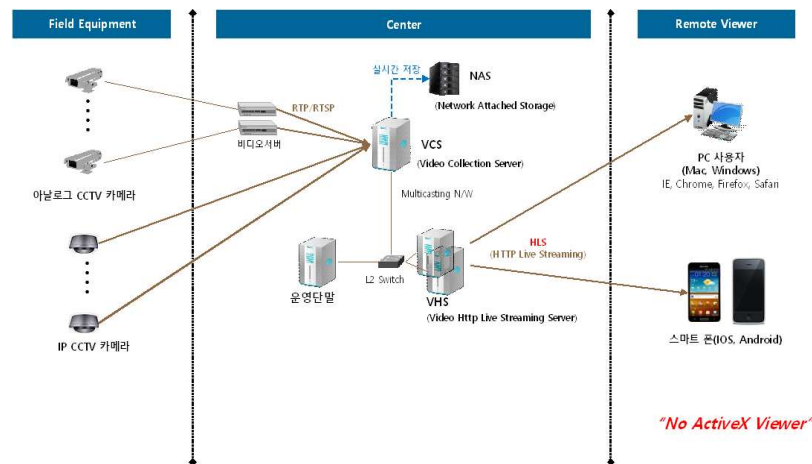 Field Equipment
Center
Remote Viewer
실시간 저장
NAS
(Network Attached Storage)
RTP/RTSP
비디오서버
VCS
(Video Collection Server)
아날로그 CCTV 카메라
PC 사용자
(Mac, Windows)
IE, Chrome, Firefox, Safari
Multicasting N/W
HLS
(HTTP Live Streaming)
L2 Switch
운영단말
VHS
(Video Http Live Streaming Server)
IP CCTV 카메라
스마트 폰(IOS, Android)
"No ActiveX Viewer"